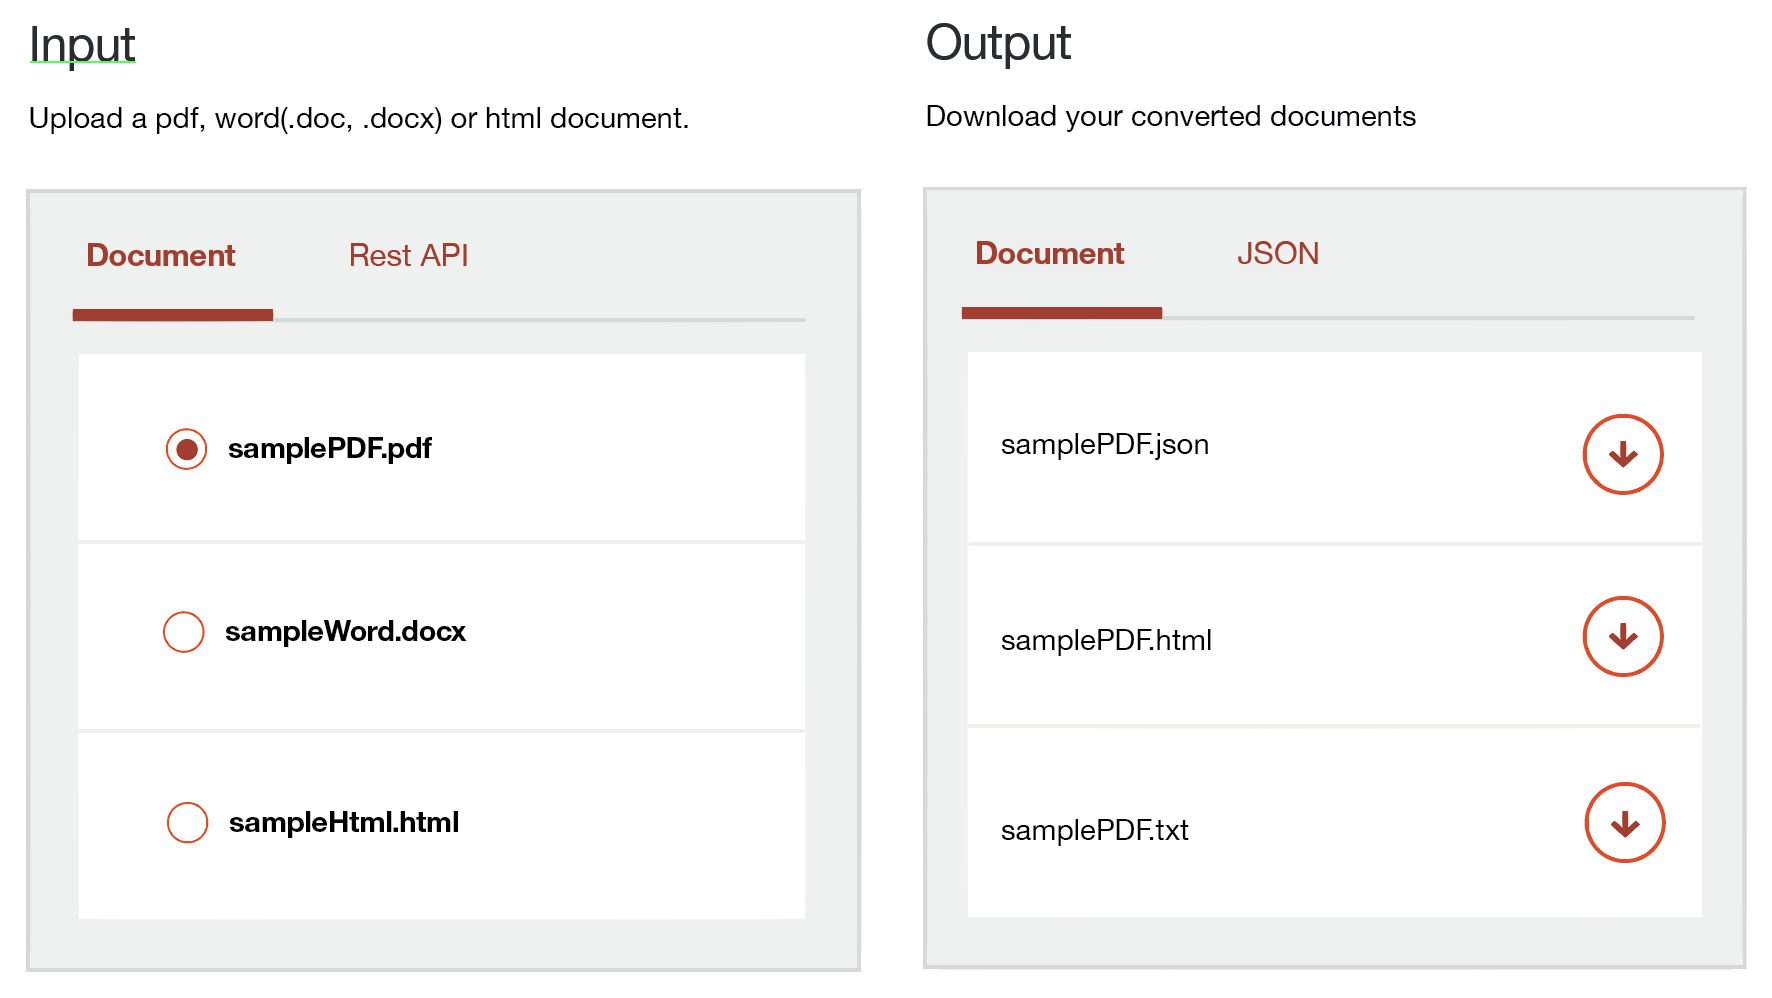 Input
Upload a pdf, word(.doc, .docx) or html document.
Document Rest API
samplePDF.pdf
sampleWord.docx
sampleHtml.html
Output
Download your converted documents
Document JSON
samplePDF.json
samplePDF.html
samplePDF.txt